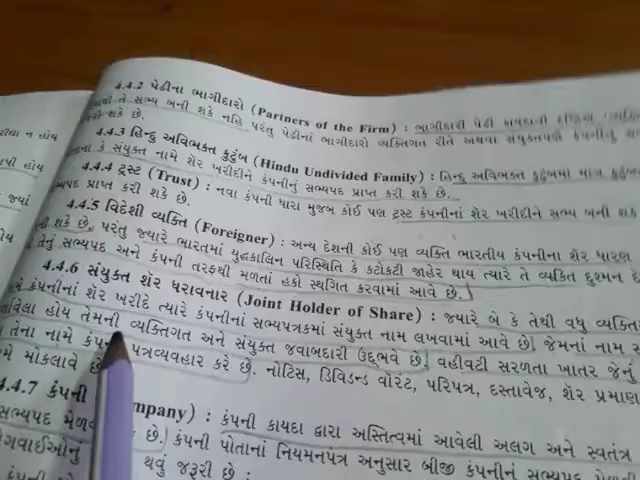 4.4.2 પેઢીના ભાગીદારો (Partners of the Firm) : ભાગીદારી પેઢી
તે સભ્ય બની શકે નહિ પરંતુ પેઢીનાં ભાગીદારો વ્યક્તિગત રીતે અથવા સંયુક્તપણે કંપનીનું
શકે છે.
4.4.3 હિન્દુ અવિભક્ત કુટુંબ (Hindu Undivided Family) : હિન્દુ અવિભક્ત કુટુંબમાં માત્ર
કે સંયુક્ત નામે શેર ખરીદીને કંપનીનું સભ્યપદ પ્રાપ્ત કરી શકે છે.
4.4.4 ટ્રસ્ટ (Trust) : નવા કંપની ધારા મુજબ કોઈ પણ ટ્રસ્ટ કંપનીનાં શેર ખરીદીને સભ્ય બની શકે
પ્રાપ્ત કરી શકે છે.
4.4.5 વિદેશી વ્યક્તિ (Foreigner) : અન્ય દેશની કોઈ પણ વ્યક્તિ ભારતીય કંપનીના શેર ધારણ
શકે છે. પરંતુ જ્યારે ભારતમાં યુદ્ધકાલિન પરિસ્થિતિ કે કટોકટી જાહેર થાય ત્યારે તે વ્યક્તિ દુશ્મન દે
તેનું સભ્યપદ અને કંપની તરફથી મળતાં હકો સ્થગિત કરવામાં આવે છે.
4.4.6 સંયુક્ત શેર ધરાવનાર (Joint Holder of Share) : જ્યારે બે કે તેથી વધુ વ્યક્તિ
કંપનીનાં શેર ખરીદે ત્યારે કંપનીનાં સભ્યપત્રકમાં સંયુક્ત નામ લખવામાં આવે છે. જેમનાં નામ
હોય તેમની વ્યક્તિગત અને સંયુક્ત જવાબદારી ઉદ્ભવે છે. વહીવટી સરળતા ખાતર જેનું
તેના નામે પત્રવ્યવહાર કરે છે. નોટિસ, ડિવિડન્ડ વોરંટ, પરિપત્ર, દસ્તાવેજ, શેર પ્રમાણ
મોકલાવે
4.4.7 કંપની mpany) : કંપની કાયદા દ્વારા અસ્તિત્વમાં આવેલી અલગ અને સ્વતંત્ર
સભ્યપદ છે. કંપની પોતાનાં નિયમનપત્ર અનુસાર બીજી કંપનીનું સભ્યપદ
થવું જરૂરી છે :